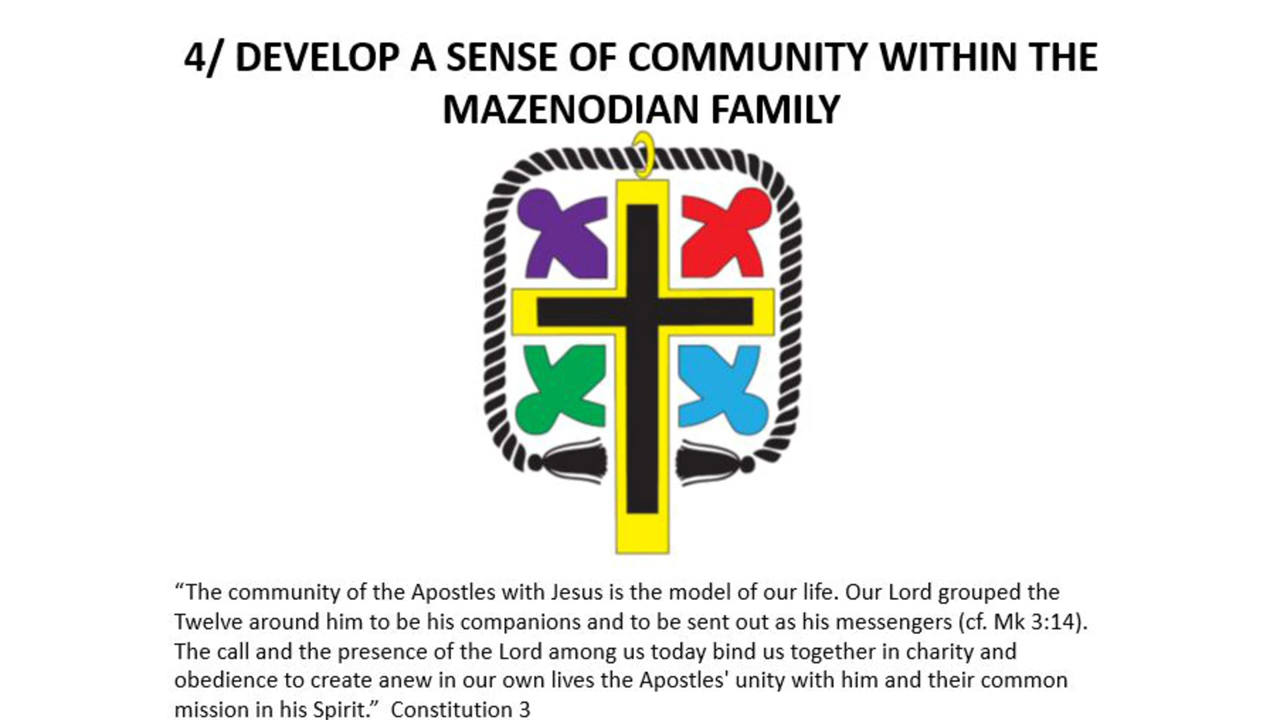 4/ DEVELOP A SENSE OF COMMUNITY WITHIN THE
MAZENODIAN FAMILY
“The community of the Apostles with Jesus is the model of our life. Our Lord grouped the
Twelve around him to be his companions and to be sent out as his messengers (cf. Mk 3:14).
The call and the presence of the Lord among us today bind us together in charity and
obedience to create anew in our own lives the Apostles' unity with him and their common
mission in his Spirit.”  Constitution 3